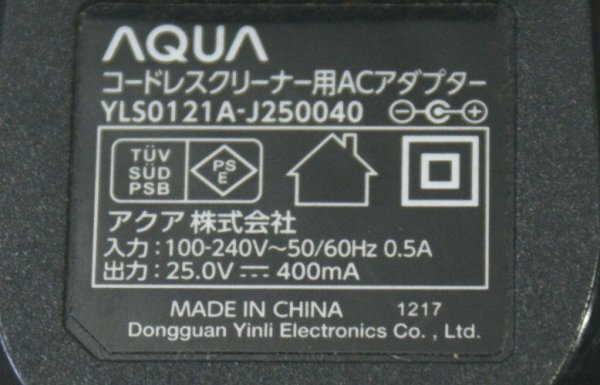 AQUA
コードレスクリーナー用ACアダプター
YLS0121A-J250040
TÜV
SÜD
PSB
PS
E
アクア 株式会社
入力：100-240V～50/60Hz 0.5A
出力：25.0V⎓400mA
MADE IN CHINA 1217
Dongguan Yinli Electronics Co. , Ltd.